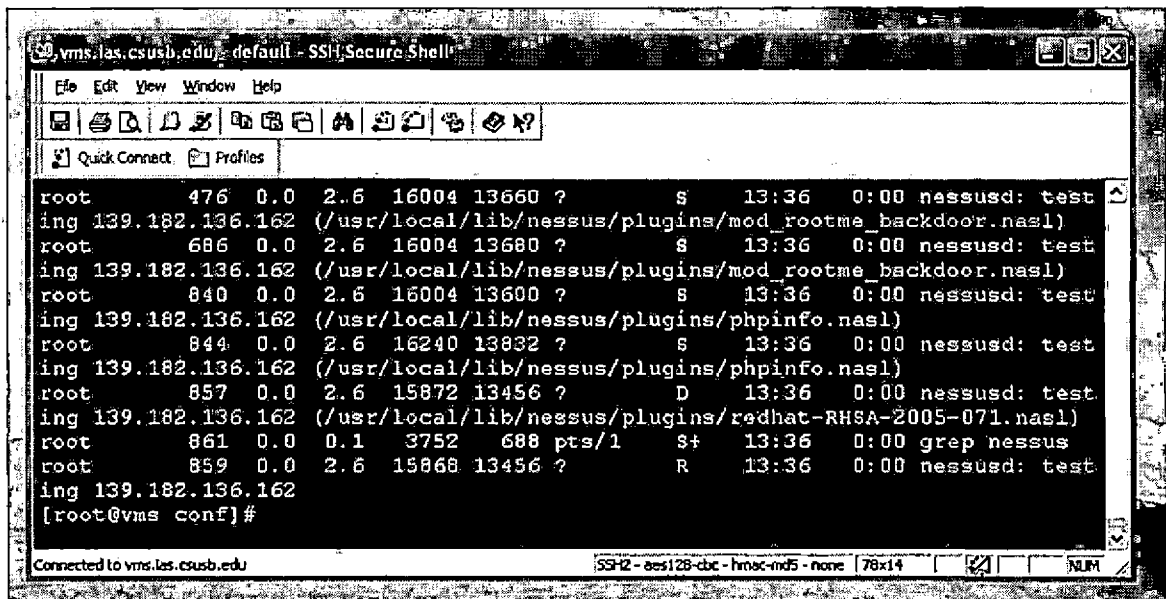 vms.las.csusb.edu - default - SSH Secure Shell
File Edit View Window Help
Quick Connect Profiles
root 476 0.0 2.6 16004 13660 ? S 13:36 0:00 nessusd: test
ing 139.182.136.162 (/usr/local/lib/nessus/plugins/mod_rootme_backdoor.nasl)
root 686 0.0 2.6 16004 13680 ? S 13:36 0:00 nessusd: test
ing 139.182.136.162 (/usr/local/lib/nessus/plugins/mod_rootme_backdoor.nasl)
root 840 0.0 2.6 16004 13600 ? S 13:36 0:00 nessusd: test
ing 139.182.136.162 (/usr/local/lib/nessus/plugins/phpinfo.nasl)
root 844 0.0 2.6 16240 13832 ? S 13:36 0:00 nessusd: test
ing 139.182.136.162 (/usr/local/lib/nessus/plugins/phpinfo.nasl)
root 857 0.0 2.6 15872 13456 ? D 13:36 0:00 nessusd: test
ing 139.182.136.162 (/usr/local/lib/nessus/plugins/redhat-RHSA-2005-071.nasl)
root 861 0.0 0.1 3752 688 pts/1 S+ 13:36 0:00 grep nessus
root 859 0.0 2.6 15868 13456 ? R 13:36 0:00 nessusd: test
ing 139.182.136.162
[root@vms conf]#
Connected to vms.las.csusb.edu SSH2 - aes128-cbc - hmac-md5 - none 78x14 NUM